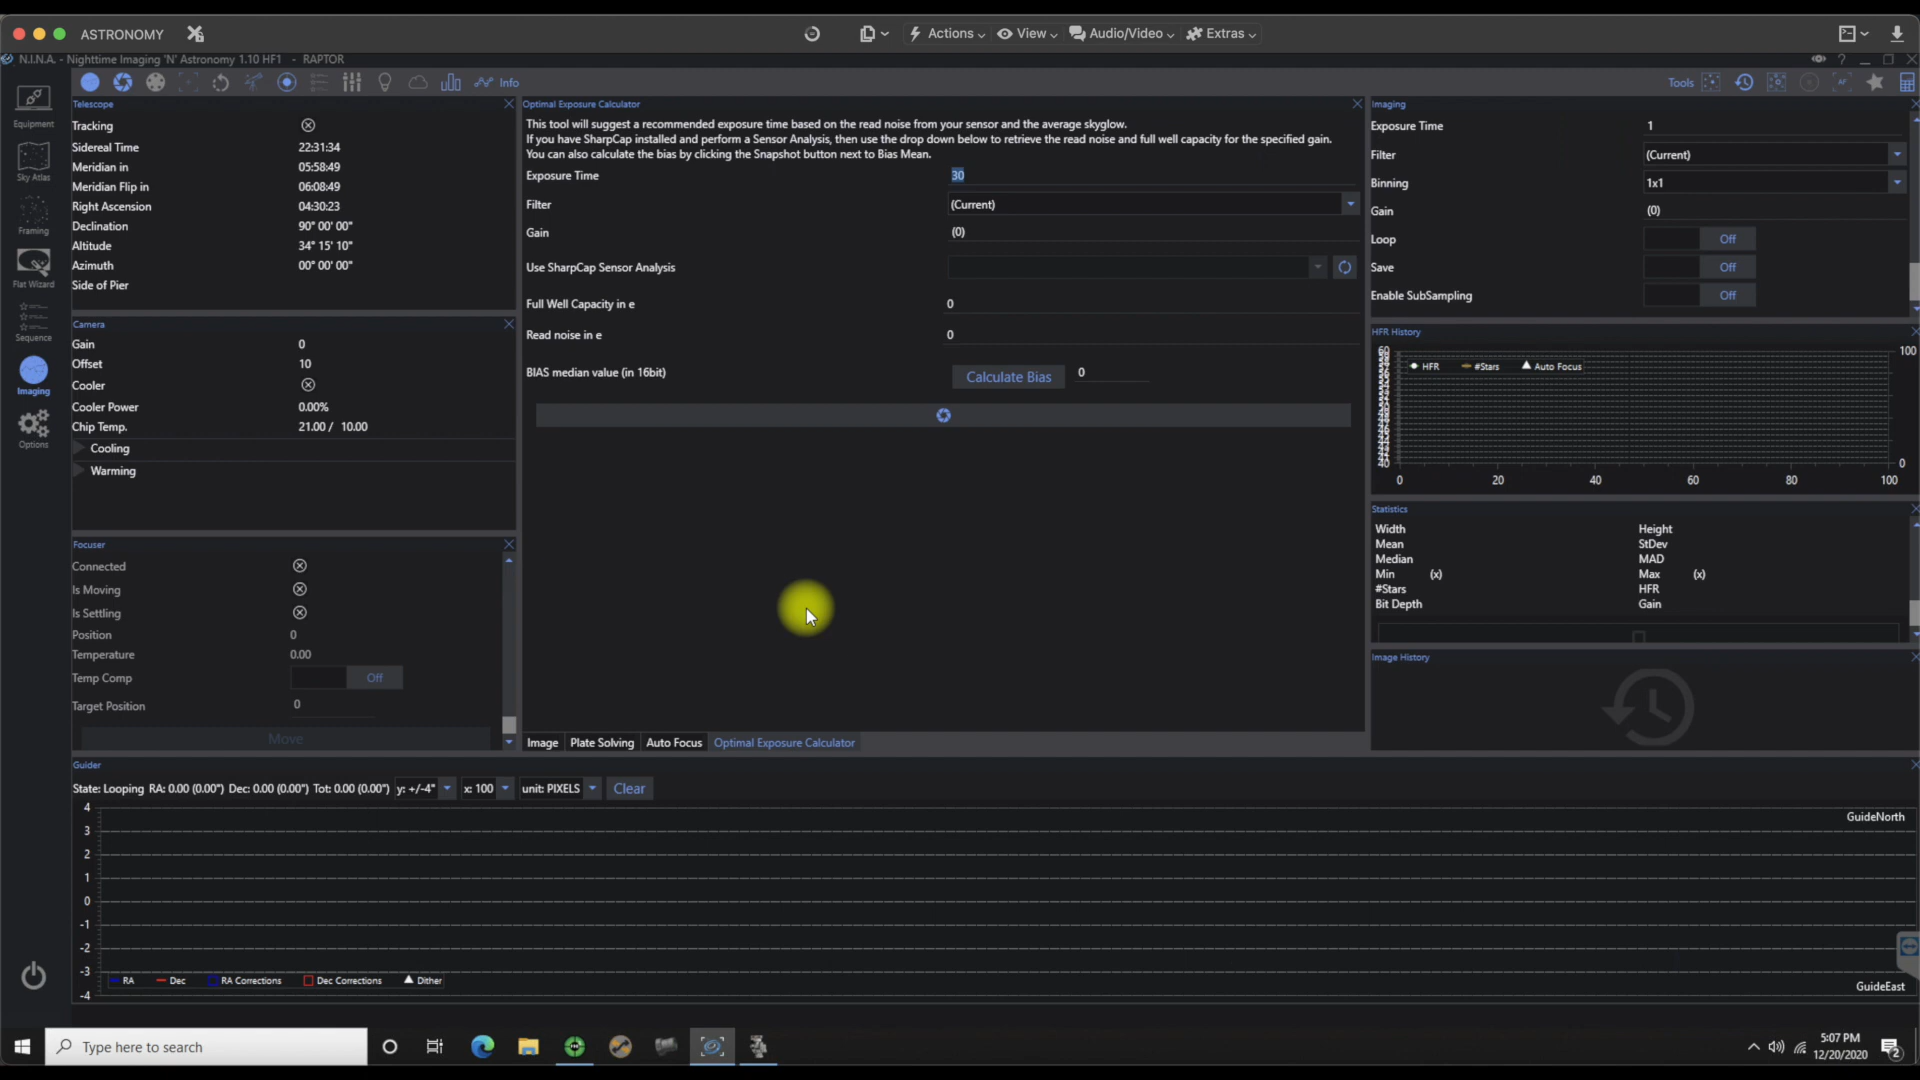 ASTRONOMY
Actions
View
Audio/Video
Extras
N.I.N.A. - Nighttime Imaging 'N' Astronomy 1.10 HF1 - RAPTOR
Info
Tools
AF
Equipment
Sky Atlas
Framing
Flat Wizard
Sequence
Imaging
Options
Telescope
Tracking
Sidereal Time 22:31:34
Meridian in 05:58:49
Meridian Flip in 06:08:49
Right Ascension 04:30:23
Declination 90° 00' 00"
Altitude 34° 15' 10"
Azimuth 00° 00' 00"
Side of Pier
Camera
Gain 0
Offset 10
Cooler
Cooler Power 0.00%
Chip Temp. 21.00 / 10.00
Cooling
Warming
Focuser
Connected
Is Moving
Is Settling
Position 0
Temperature 0.00
Temp Comp Off
Target Position 0
Move
Optimal Exposure Calculator
This tool will suggest a recommended exposure time based on the read noise from your sensor and the average skyglow.
If you have SharpCap installed and perform a Sensor Analysis, then use the drop down below to retrieve the read noise and full well capacity for the specified gain.
You can also calculate the bias by clicking the Snapshot button next to Bias Mean.
Exposure Time 30
Filter (Current)
Gain (0)
Use SharpCap Sensor Analysis
Full Well Capacity in e 0
Read noise in e 0
BIAS median value (in 16bit) Calculate Bias 0
Image Plate Solving Auto Focus Optimal Exposure Calculator
Imaging
Exposure Time 1
Filter (Current)
Binning 1x1
Gain (0)
Loop Off
Save Off
Enable SubSampling Off
HFR History
HFR #Stars Auto Focus
60 100
40 0
0 20 40 60 80 100
Statistics
Width Height
Mean StDev
Median MAD
Min (x) Max (x)
#Stars HFR
Bit Depth Gain
Image History
Guider
State: Looping RA: 0.00 (0.00") Dec: 0.00 (0.00") Tot: 0.00 (0.00") y: +/-4" x: 100 unit: PIXELS Clear
4
3
2
1
0
-1
-2
-3
-4
GuideNorth
GuideEast
RA Dec RA Corrections Dec Corrections Dither
Type here to search
5:07 PM
12/20/2020
2